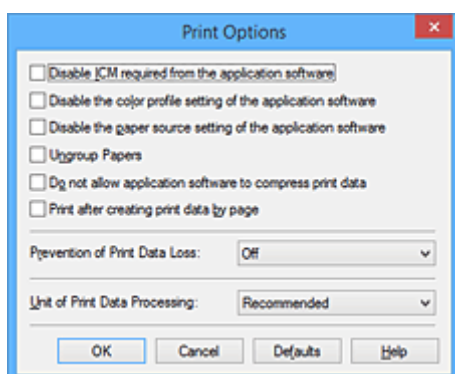 Print Options
Disable ICM required from the application software
Disable the color profile setting of the application software
Disable the paper source setting of the application software
Ungroup Papers
Do not allow application software to compress print data
Print after creating print data by page
Prevention of Print Data Loss: Off
Unit of Print Data Processing: Recommended
OK Cancel Defaults Help